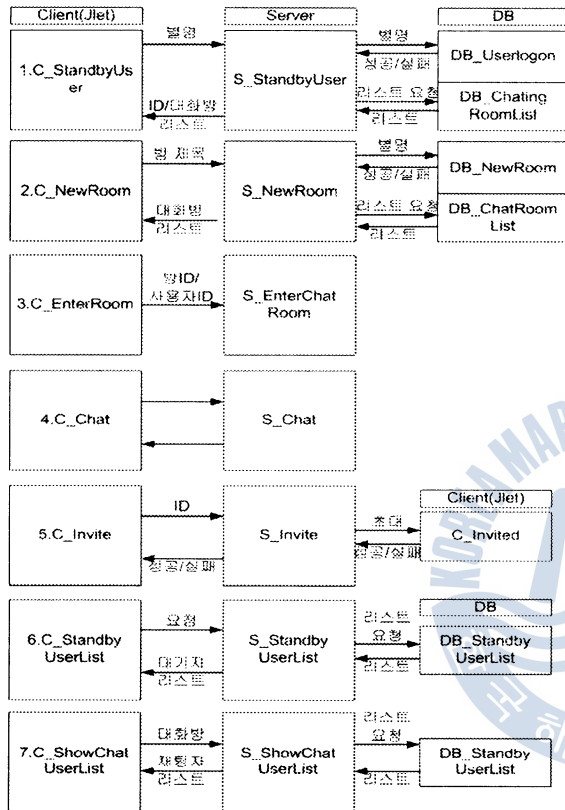 Client(Jlet)
Server
DB
별명
별명
1.C_StandbyUs
er
S_StandbyUser
성공/실패
DB_Userlogon
ID/대화방
리스트
리스트 요청
리스트
DB_Chating
RoomList
방 제목
별명
2.C_NewRoom
S_NewRoom
성공/실패
DB_NewRoom
대화방
리스트
리스트 요청
리스트
DB_ChatRoom
List
방ID/
사용자ID
3.C_EnterRoom
S_EnterChat
Room
4.C_Chat
S_Chat
Client(Jlet)
ID
초대
5.C_Invite
S_Invite
C_Invited
성공/실패
성공/실패
DB
요청
리스트
요청
6.C_Standby
UserList
S_Standby
UserList
DB_Standby
UserList
대기자
리스트
리스트
대화방
리스트
요청
7.C_ShowChat
UserList
S_ShowChat
UserList
DB_Standby
UserList
채팅자
리스트
리스트
KOREA MAR